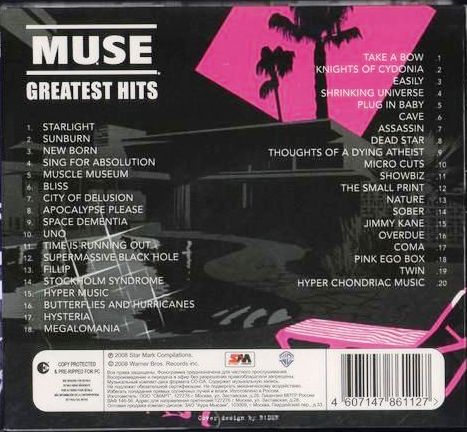 MUSE
GREATEST HITS
1. STARLIGHT
2. SUNBURN
3. NEW BORN
4. SING FOR ABSOLUTION
5. MUSCLE MUSEUM
6. BLISS
7. CITY OF DELUSION
8. APOCALYPSE PLEASE
9. SPACE DEMENTIA
10. UNO
11. TIME IS RUNNING OUT
12. SUPERMASSIVE BLACK HOLE
13. FILLIP
14. STOCKHOLM SYNDROME
15. HYPER MUSIC
16. BUTTERFLIES AND HURRICANES
17. HYSTERIA
18. MEGALOMANIA
TAKE A BOW .1
KNIGHTS OF CYDONIA .2
EASILY .3
SHRINKING UNIVERSE .4
PLUG IN BABY .5
CAVE .6
ASSASSIN .7
DEAD STAR .8
THOUGHTS OF A DYING ATHEIST .9
MICRO CUTS .10
SHOWBIZ .11
THE SMALL PRINT .12
NATURE .13
SOBER .14
JIMMY KANE .15
OVERDUE .16
COMA .17
PINK EGO BOX .18
TWIN .19
HYPER CHONDRIAC MUSIC .20
COPY PROTECTED
& PRE-RIPPED FOR PC
℗ 2008 Star Mark Compilations.
© 2008 Warner Bros. Records inc.
WB
4 607147 861127
Cover design by